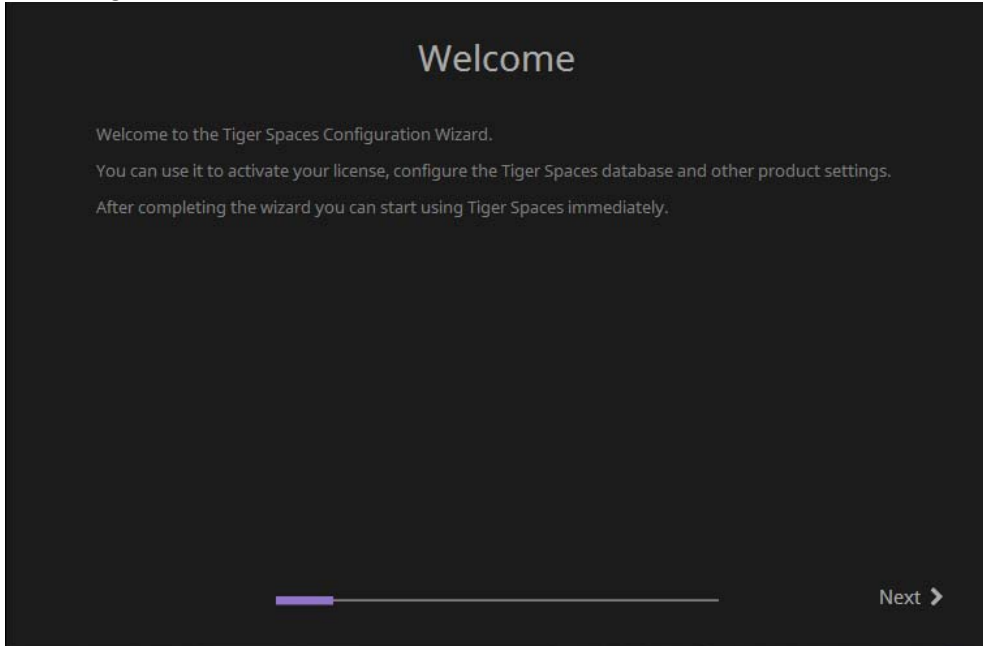 Welcome
Welcome to the Tiger Spaces Configuration Wizard.
You can use it to activate your license, configure the Tiger Spaces database and other product settings.
After completing the wizard you can start using Tiger Spaces immediately.
Next